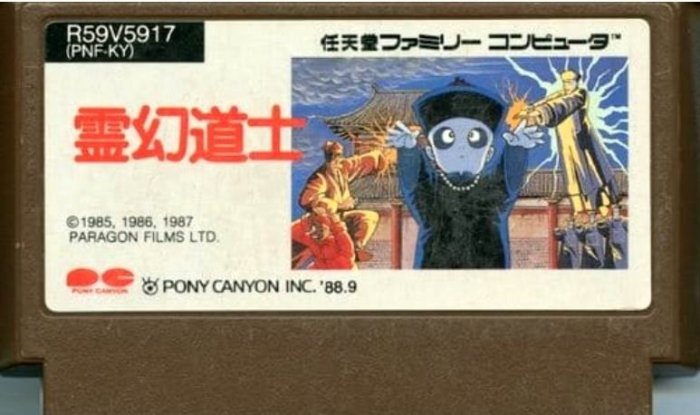 R59V5917
(PNF-KY)
任天堂ファミリー コンピュータ™
霊幻道士
©1985, 1986, 1987
PARAGON FILMS LTD.
PONY CANYON
PONY CANYON INC. '88.9